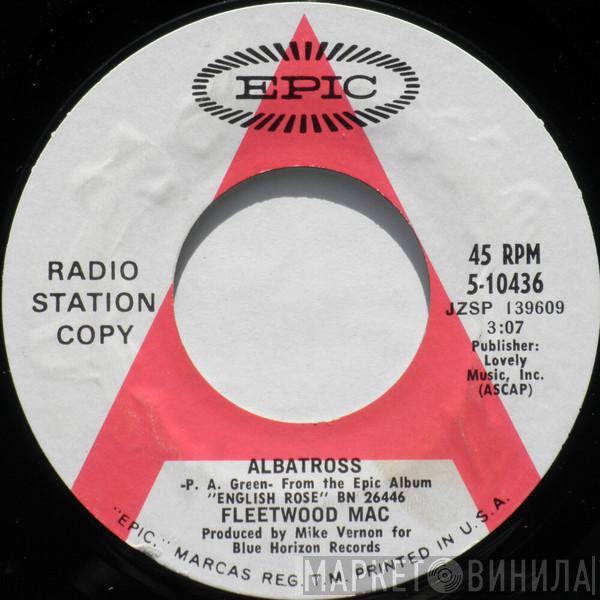 EPIC
RADIO
STATION
COPY
45 RPM
5-10436
JZSP 139609
3:07
Publisher:
Lovely
Music, Inc.
(ASCAP)
ALBATROSS
-P. A. Green- From the Epic Album
"ENGLISH ROSE" BN 26446
FLEETWOOD MAC
Produced by Mike Vernon for
Blue Horizon Records
"EPIC," MARCAS REG. T.M. PRINTED IN U.S.A.
МАРКЕТ ВИНИЛА